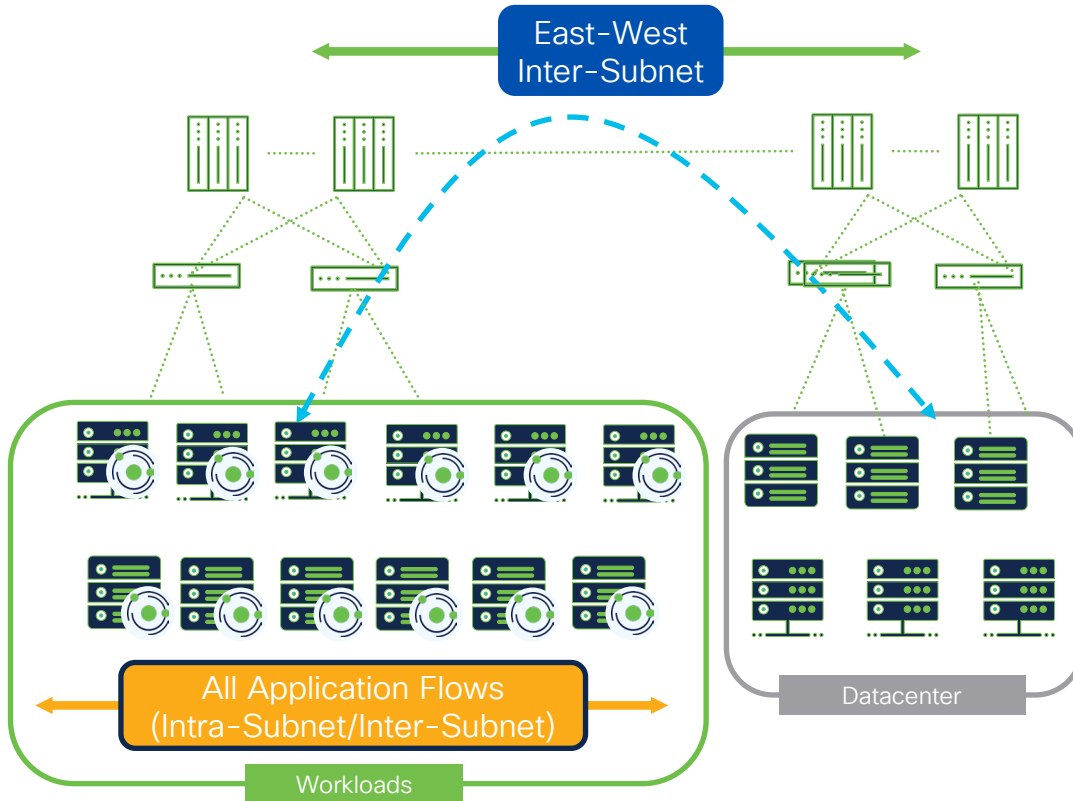 East-West
Inter-Subnet
All Application Flows
(Intra-Subnet/Inter-Subnet)
Datacenter
Workloads